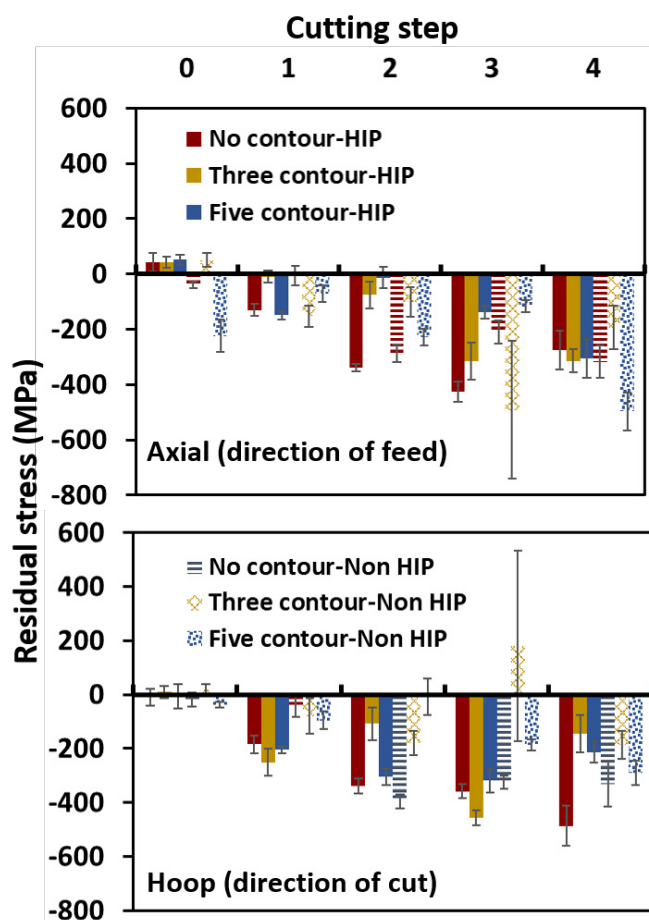 Cutting step
0 1 2 3 4
600
400
200
0
-200
-400
-600
-800
No contour-HIP
Three contour-HIP
Five contour-HIP
Axial (direction of feed)
Residual stress (MPa)
600
400
200
0
-200
-400
-600
-800
No contour-Non HIP
Three contour-Non HIP
Five contour-Non HIP
Hoop (direction of cut)